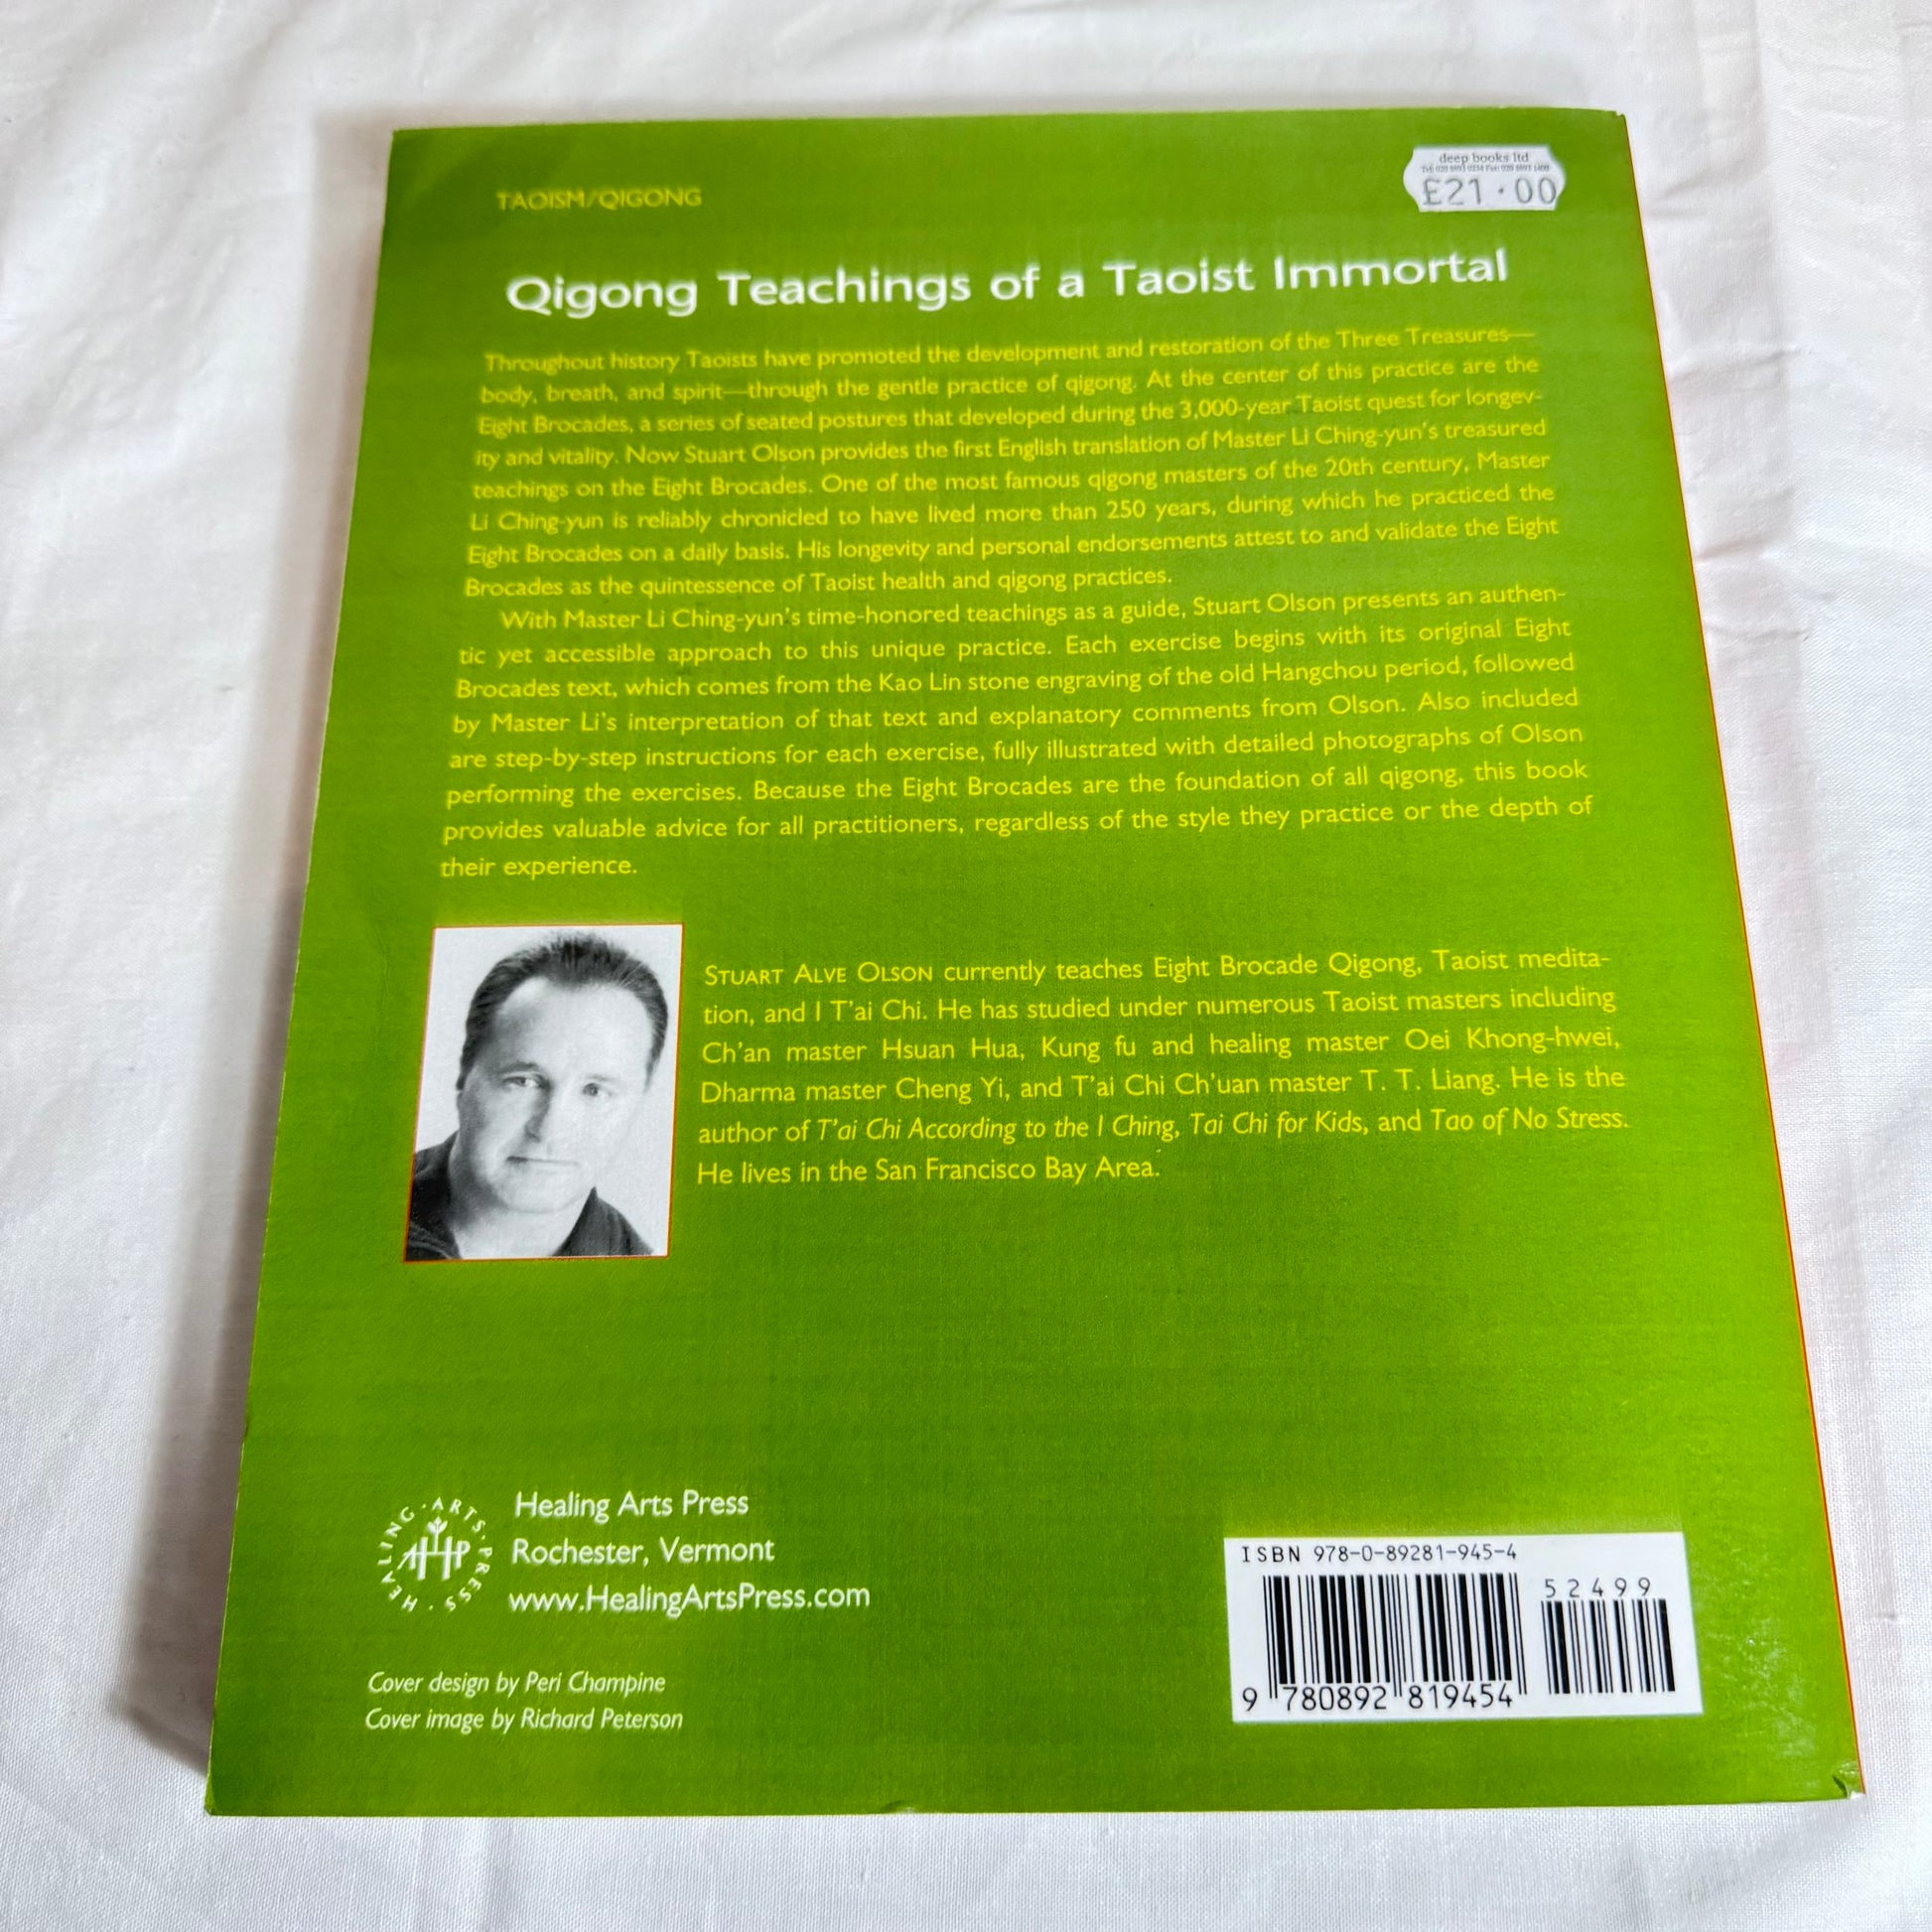 TAOISM/QIGONG
deep books ltd
£21·00
Qigong Teachings of a Taoist Immortal
Throughout history Taoists have promoted the development and restoration of the Three Treasures—
body, breath, and spirit—through the gentle practice of qigong. At the center of this practice are the
Eight Brocades, a series of seated postures that developed during the 3,000-year Taoist quest for longev-
ity and vitality. Now Stuart Olson provides the first English translation of Master Li Ching-yun's treasured
teachings on the Eight Brocades. One of the most famous qigong masters of the 20th century, Master
Li Ching-yun is reliably chronicled to have lived more than 250 years, during which he practiced the
Eight Brocades on a daily basis. His longevity and personal endorsements attest to and validate the Eight
Brocades as the quintessence of Taoist health and qigong practices.
With Master Li Ching-yun's time-honored teachings as a guide, Stuart Olson presents an authen-
tic yet accessible approach to this unique practice. Each exercise begins with its original Eight
Brocades text, which comes from the Kao Lin stone engraving of the old Hangchou period, followed
by Master Li's interpretation of that text and explanatory comments from Olson. Also included
are step-by-step instructions for each exercise, fully illustrated with detailed photographs of Olson
performing the exercises. Because the Eight Brocades are the foundation of all qigong, this book
provides valuable advice for all practitioners, regardless of the style they practice or the depth of
their experience.
STUART ALVE OLSON currently teaches Eight Brocade Qigong, Taoist medita-
tion, and I T'ai Chi. He has studied under numerous Taoist masters including
Ch'an master Hsuan Hua, Kung fu and healing master Oei Khong-hwei,
Dharma master Cheng Yi, and T'ai Chi Ch'uan master T. T. Liang. He is the
author of T'ai Chi According to the I Ching, Tai Chi for Kids, and Tao of No Stress.
He lives in the San Francisco Bay Area.
HEALING · ARTS · PRESS ·
AHP
Healing Arts Press
Rochester, Vermont
www.HealingArtsPress.com
Cover design by Peri Champine
Cover image by Richard Peterson
ISBN 978-0-89281-945-4
52499
9 780892 819454